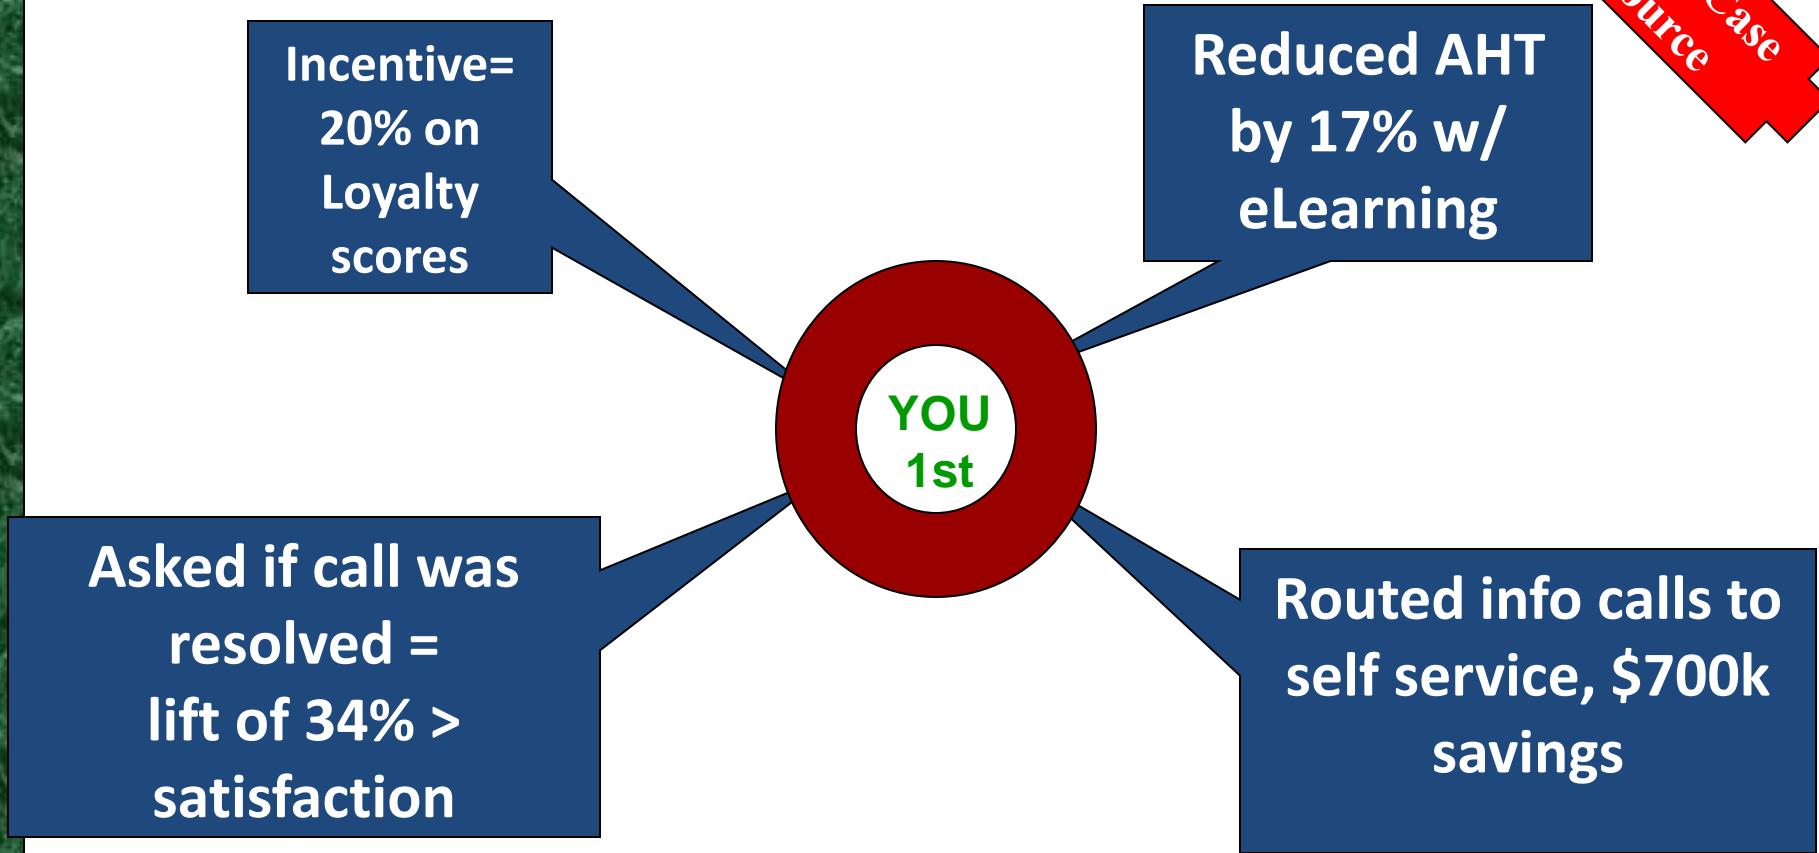 Incentive=
20% on
Loyalty
scores
Reduced AHT
by 17% w/
eLearning
Case
YOU
1st
Asked if call was
resolved =
lift of 34% >
satisfaction
Routed info calls to
self service, $700k
savings